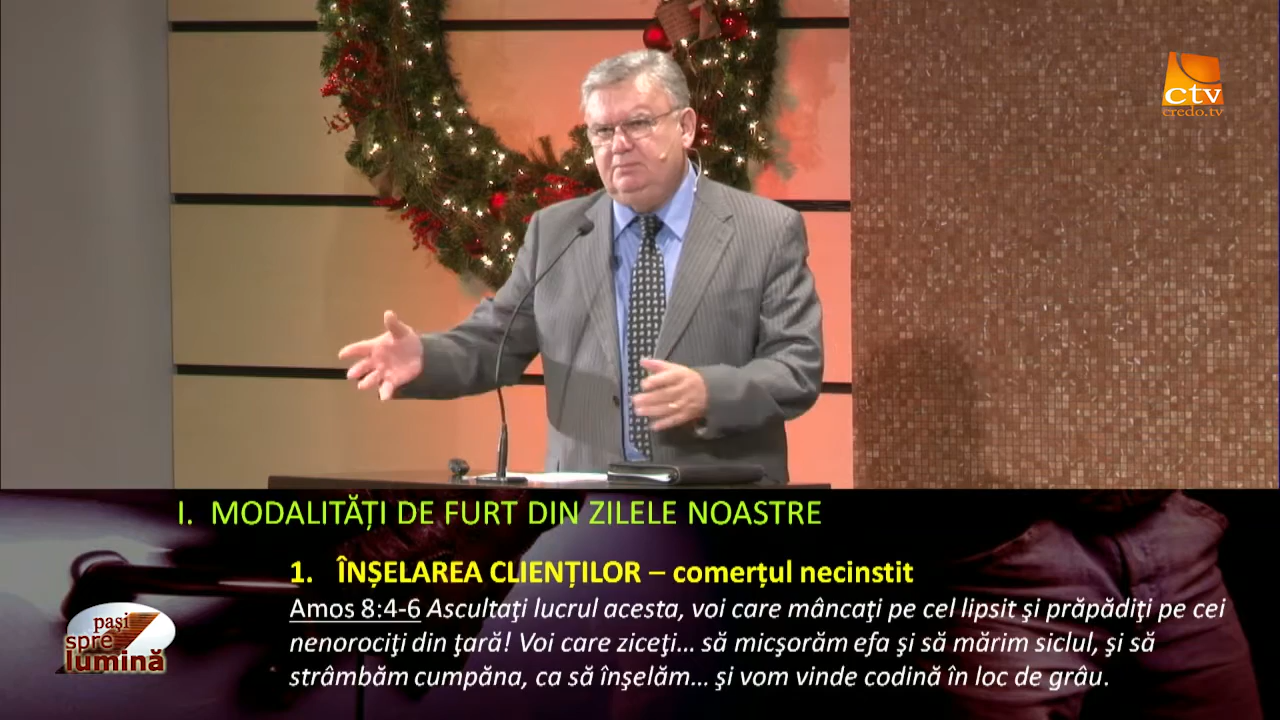 ctv
credo.tv
I. MODALITĂȚI DE FURT DIN ZILELE NOASTRE
1. ÎNȘELAREA CLIENȚILOR – comerțul necinstit
Amos 8:4-6 Ascultaţi lucrul acesta, voi care mâncaţi pe cel lipsit şi prăpădiţi pe cei
nenorociţi din ţară! Voi care ziceţi... să micşorăm efa şi să mărim siclul, şi să
strâmbăm cumpăna, ca să înşelăm... şi vom vinde codină în loc de grâu.
paşi
spre
lumină